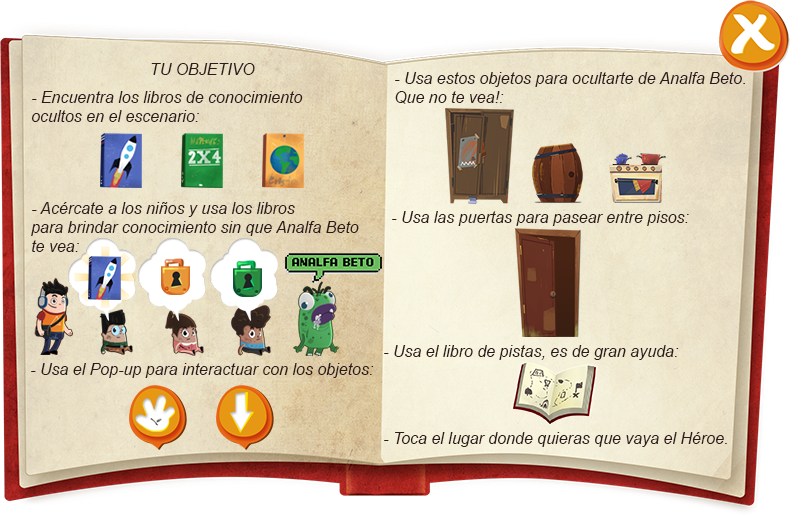 TU OBJETIVO
- Encuentra los libros de conocimiento
ocultos en el escenario:
2X4
- Acércate a los niños y usa los libros
para brindar conocimiento sin que Analfa Beto
te vea:
ANALFA BETO
- Usa el Pop-up para interactuar con los objetos:
- Usa estos objetos para ocultarte de Analfa Beto.
Que no te vea!:
- Usa las puertas para pasear entre pisos:
- Usa el libro de pistas, es de gran ayuda:
- Toca el lugar donde quieras que vaya el Héroe.